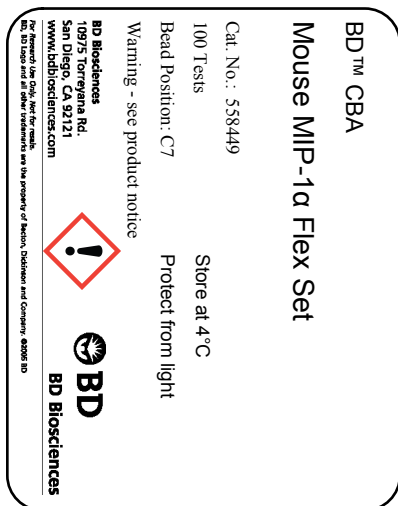 BD™ CBA
Mouse MIP-1α Flex Set
Cat. No.: 558449
100 Tests
Store at 4°C
Bead Position: C7
Protect from light
Warning - see product notice
BD Biosciences
10975 Torreyana Rd.
San Diego, CA 92121
www.bdbiosciences.com
BD
BD Biosciences
For Research Use Only. Not for resale.
BD, BD Logo and all other trademarks are the property of Becton, Dickinson and Company. ©2005 BD